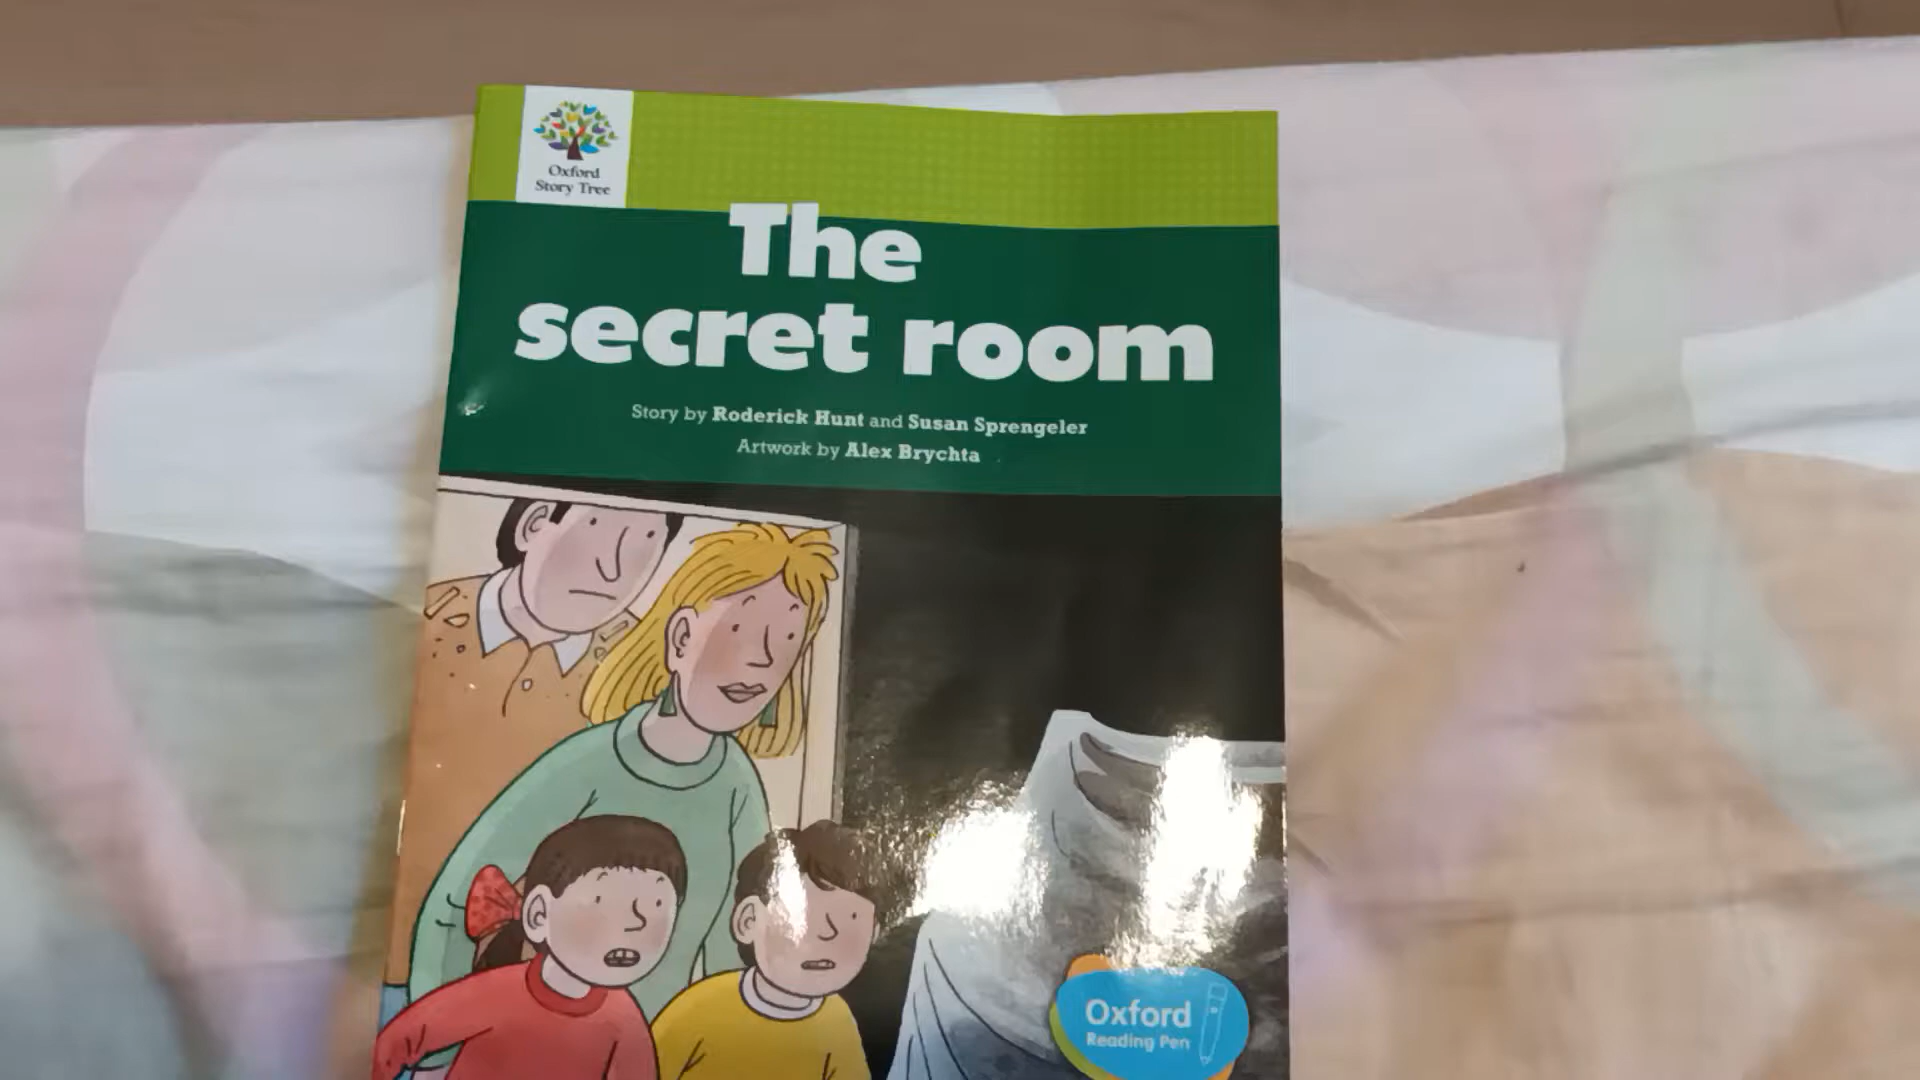 Oxford
Story Tree
The
secret room
Story by Roderick Hunt and Susan Sprengeler
Artwork by Alex Brychta
Oxford
Reading Pen